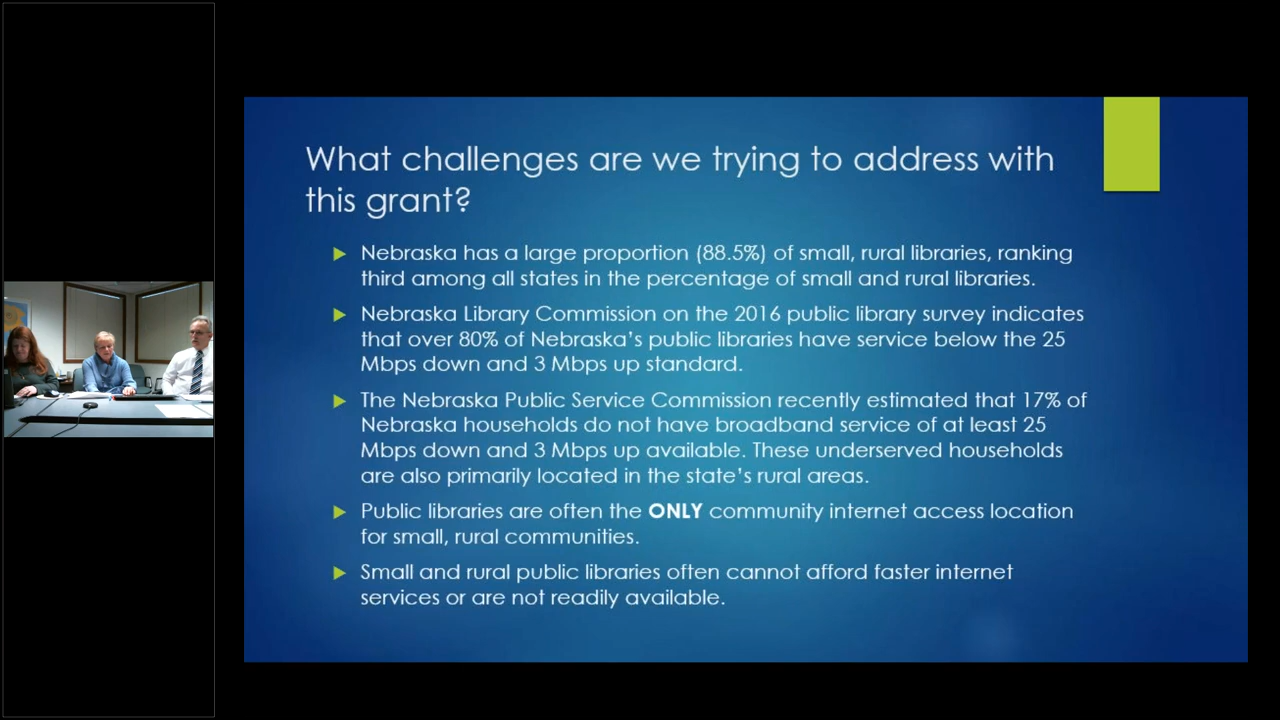 What challenges are we trying to address with
this grant?
Nebraska has a large proportion (88.5%) of small, rural libraries, ranking
third among all states in the percentage of small and rural libraries.
Nebraska Library Commission on the 2016 public library survey indicates
that over 80% of Nebraska's public libraries have service below the 25
Mbps down and 3 Mbps up standard.
The Nebraska Public Service Commission recently estimated that 17% of
Nebraska households do not have broadband service of at least 25
Mbps down and 3 Mbps up available. These underserved households
are also primarily located in the state's rural areas.
Public libraries are often the ONLY community internet access location
for small, rural communities.
Small and rural public libraries often cannot afford faster internet
services or are not readily available.